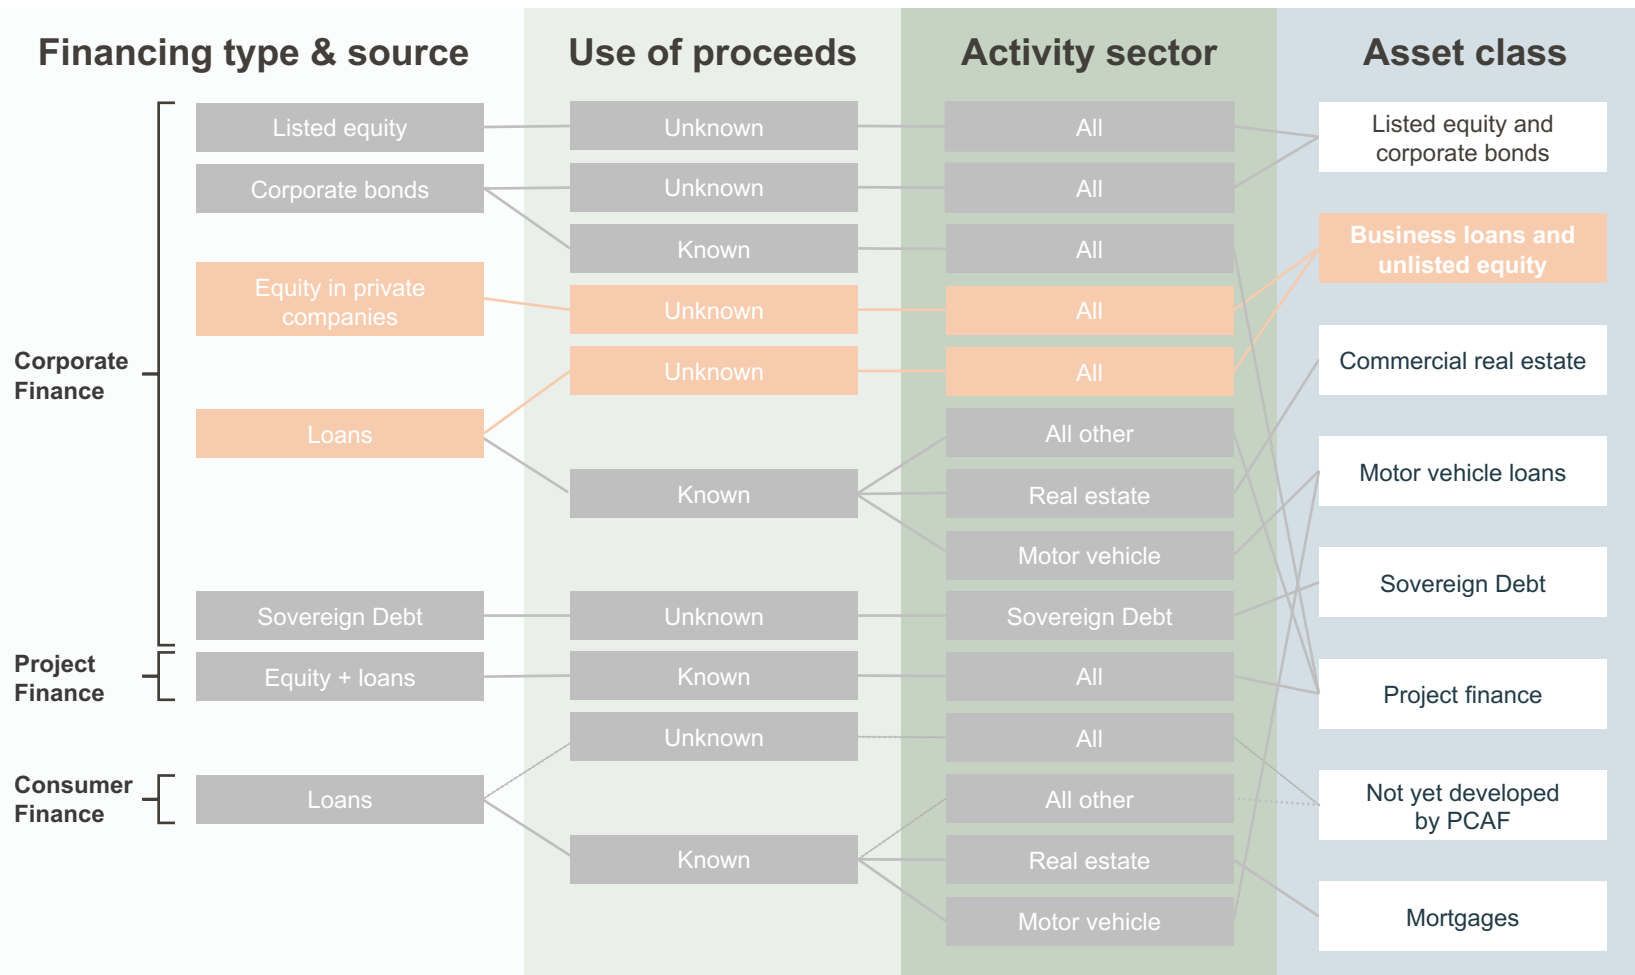 Financing type & source
Use of proceeds
Activity sector
Asset class
Corporate
Finance
Listed equity
Unknown
All
Listed equity and
corporate bonds
Corporate bonds
Unknown
All
Known
All
Business loans and
unlisted equity
Equity in private
companies
Unknown
All
Unknown
All
Commercial real estate
Loans
All other
Known
Real estate
Motor vehicle loans
Motor vehicle
Sovereign Debt
Unknown
Sovereign Debt
Sovereign Debt
Project
Finance
Equity + loans
Known
All
Project finance
Unknown
All
Consumer
Finance
Loans
All other
Not yet developed
by PCAF
Known
Real estate
Motor vehicle
Mortgages